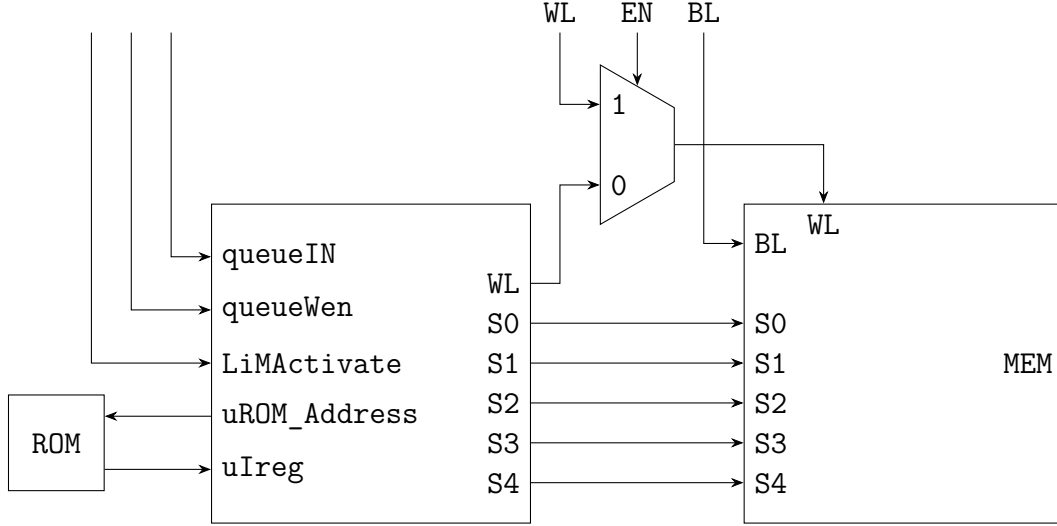 WL EN BL
1
0
queueIN
queueWen
LiMActivate
uROM_Address
uIreg
ROM
WL
S0
S1
S2
S3
S4
WL
BL
S0
S1
S2
S3
S4
MEM